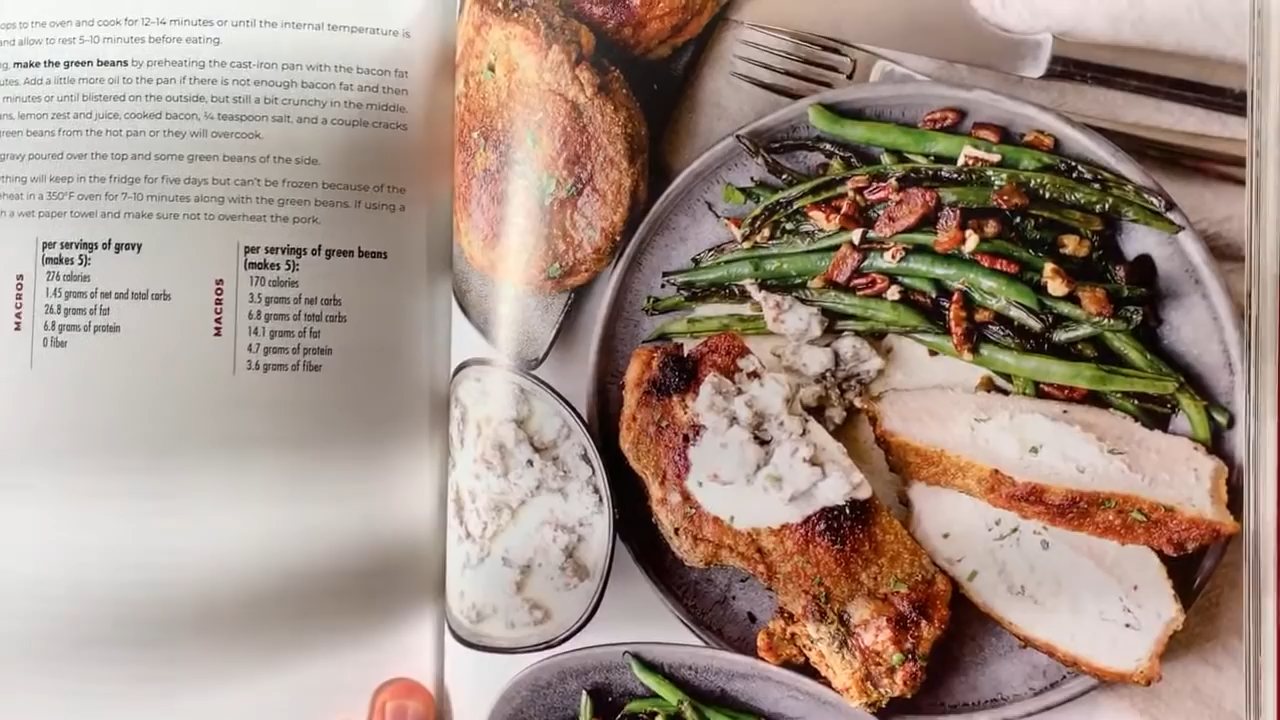 ops to the oven and cook for 12–14 minutes or until the internal temperature is
and allow to rest 5–10 minutes before eating.
g, make the green beans by preheating the cast-iron pan with the bacon fat
utes. Add a little more oil to the pan if there is not enough bacon fat and then
minutes or until blistered on the outside, but still a bit crunchy in the middle.
ns, lemon zest and juice, cooked bacon, ¼ teaspoon salt, and a couple cracks
reen beans from the hot pan or they will overcook.
gravy poured over the top and some green beans of the side.
thing will keep in the fridge for five days but can't be frozen because of the
heat in a 350°F oven for 7–10 minutes along with the green beans. If using a
h a wet paper towel and make sure not to overheat the pork.
MACROS
per servings of gravy
(makes 5):
276 calories
1.45 grams of net and total carbs
26.8 grams of fat
6.8 grams of protein
0 fiber
MACROS
per servings of green beans
(makes 5):
170 calories
3.5 grams of net carbs
6.8 grams of total carbs
14.1 grams of fat
4.7 grams of protein
3.6 grams of fiber